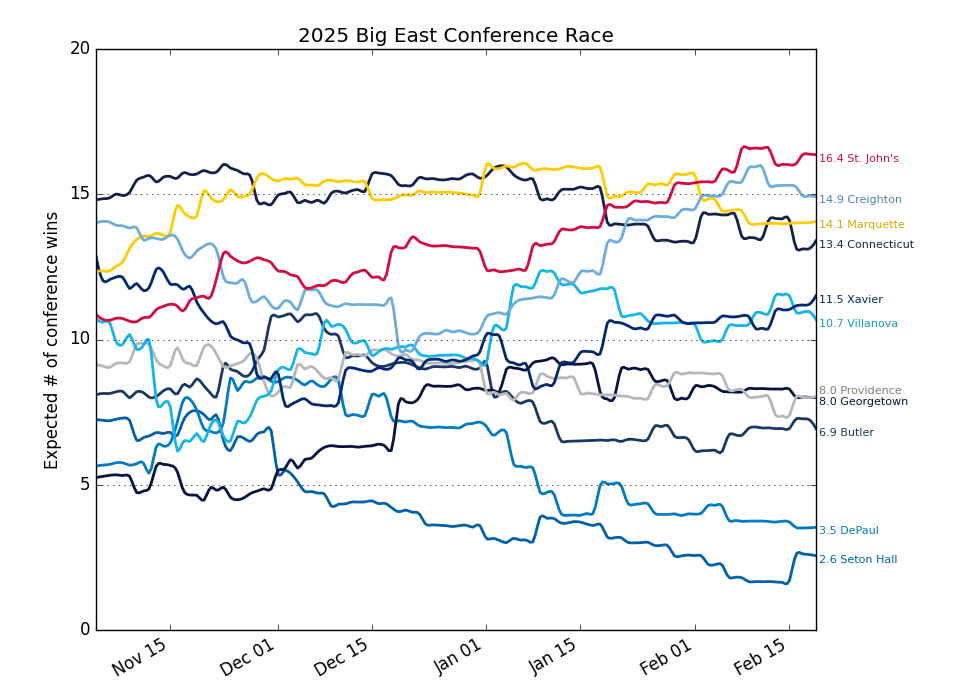 2025 Big East Conference Race
Expected # of conference wins
20
15
10
5
0
16.4 St. John's
14.9 Creighton
14.1 Marquette
13.4 Connecticut
11.5 Xavier
10.7 Villanova
8.0 Providence
8.0 Georgetown
6.9 Butler
3.5 DePaul
2.6 Seton Hall
Nov 15
Dec 01
Dec 15
Jan 01
Jan 15
Feb 01
Feb 15